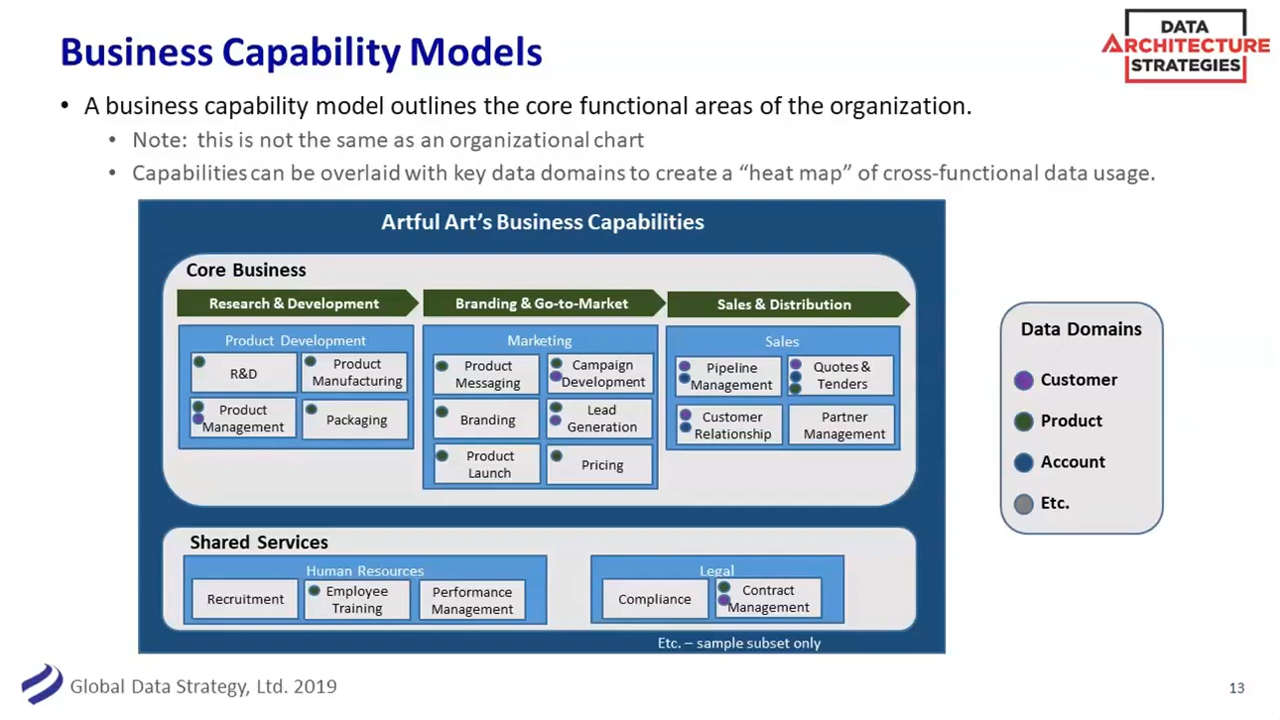 Business Capability Models
DATA
ARCHITECTURE
STRATEGIES
• A business capability model outlines the core functional areas of the organization.
• Note: this is not the same as an organizational chart
• Capabilities can be overlaid with key data domains to create a “heat map” of cross-functional data usage.
Artful Art’s Business Capabilities
Core Business
Research & Development
Branding & Go-to-Market
Sales & Distribution
Product Development
R&D
Product
Manufacturing
Product
Management
Packaging
Marketing
Product
Messaging
Campaign
Development
Branding
Lead
Generation
Product
Launch
Pricing
Sales
Pipeline
Management
Quotes &
Tenders
Customer
Relationship
Partner
Management
Data Domains
Customer
Product
Account
Etc.
Shared Services
Human Resources
Recruitment
Employee
Training
Performance
Management
Legal
Compliance
Contract
Management
Etc. – sample subset only
Global Data Strategy, Ltd. 2019
13